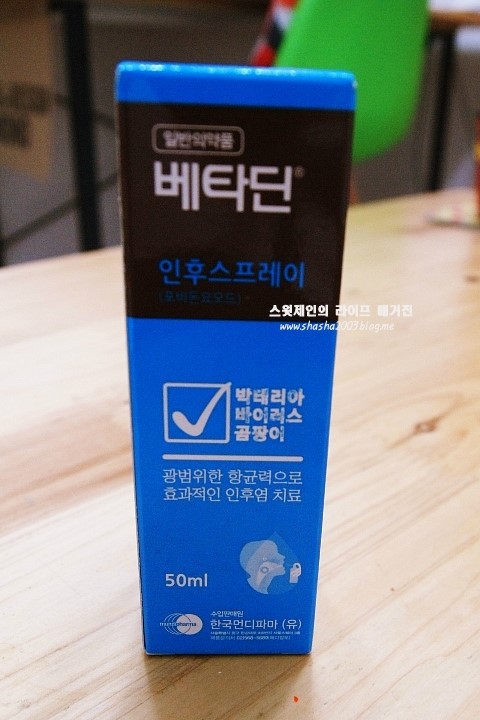 일반의약품
베타딘®
인후스프레이
(포비돈요오드)
스윗제인의 라이프 매거진
www.shasha2003.blog.me
박테리아
바이러스
곰팡이
광범위한 항균력으로
효과적인 인후염 치료
50ml
수입판매원
mundipharma
한국먼디파마 (유)